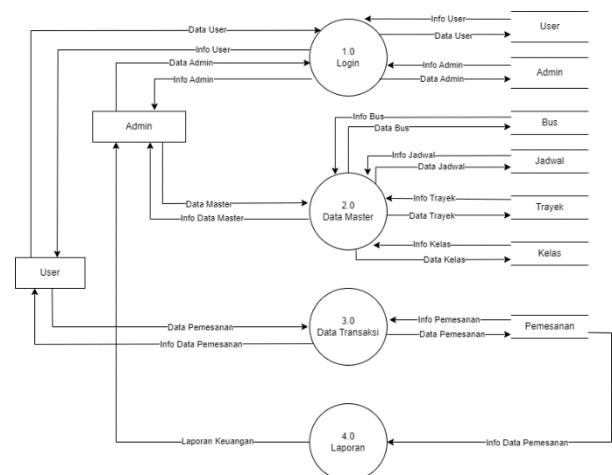 Data User
Info User
Data Admin
Info Admin
1.0
Login
Info User
Data User
Info Admin
Data Admin
User
Admin
Admin
Data Master
Info Data Master
2.0
Data Master
Info Bus
Data Bus
Info Jadwal
Data Jadwal
Info Trayek
Data Trayek
Info Kelas
Data Kelas
Bus
Jadwal
Trayek
Kelas
User
Data Pemesanan
Info Data Pemesanan
3.0
Data Transaksi
Info Pemesanan
Data Pemesanan
Pemesanan
Laporan Keuangan
4.0
Laporan
Info Data Pemesanan